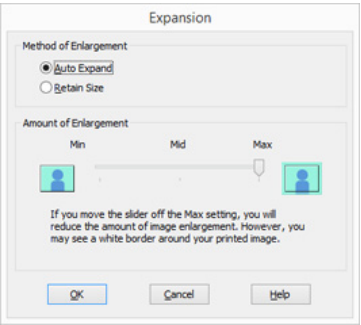 Expansion
Method of Enlargement
Auto Expand
Retain Size
Amount of Enlargement
Min Mid Max
If you move the slider off the Max setting, you will
reduce the amount of image enlargement. However, you
may see a white border around your printed image.
OK Cancel Help